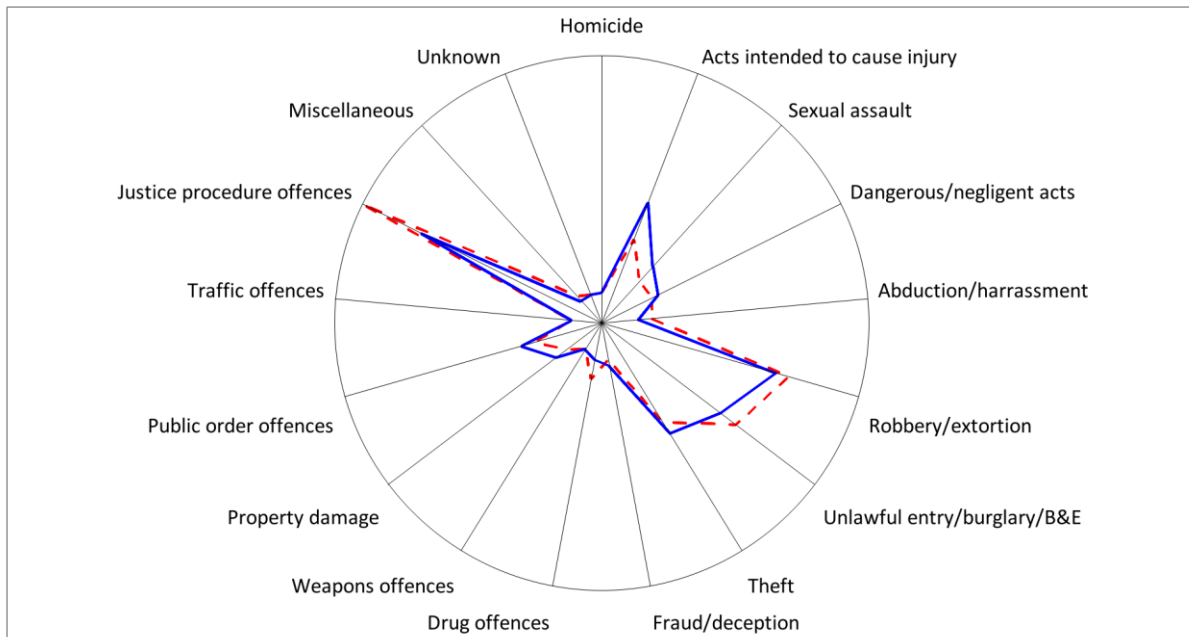 Homicide
Unknown
Acts intended to cause injury
Miscellaneous
Sexual assault
Justice procedure offences
Dangerous/negligent acts
Traffic offences
Abduction/harrassment
Public order offences
Robbery/extortion
Property damage
Unlawful entry/burglary/B&E
Weapons offences
Theft
Drug offences
Fraud/deception